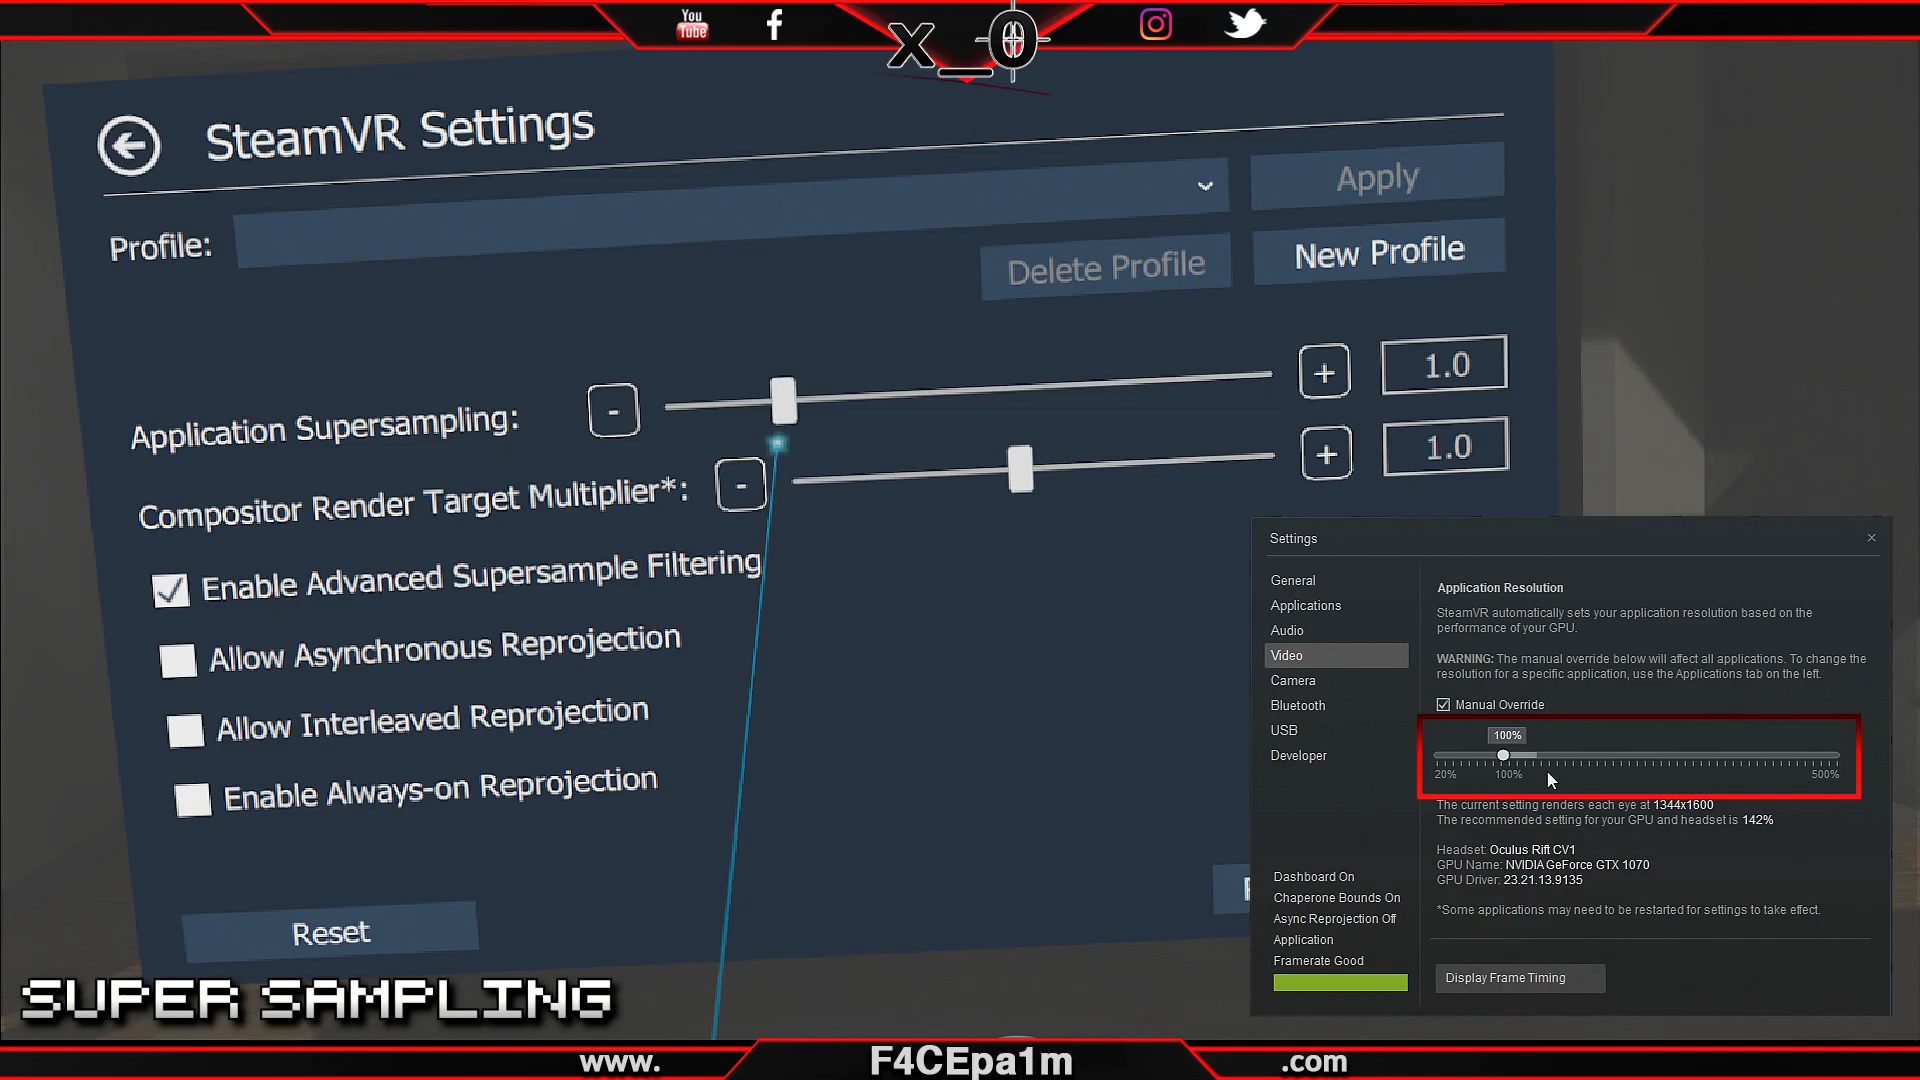 You
Tube
f
x_0
SteamVR Settings
Profile:
Apply
Delete Profile
New Profile
Application Supersampling:
-
+
1.0
Compositor Render Target Multiplier*:
-
+
1.0
Enable Advanced Supersample Filtering
Allow Asynchronous Reprojection
Allow Interleaved Reprojection
Enable Always-on Reprojection
Reset
Settings
×
General
Applications
Audio
Video
Camera
Bluetooth
USB
Developer
Dashboard On
Chaperone Bounds On
Async Reprojection Off
Application
Framerate Good
Application Resolution
SteamVR automatically sets your application resolution based on the
performance of your GPU.
WARNING: The manual override below will affect all applications. To change the
resolution for a specific application, use the Applications tab on the left.
Manual Override
100%
20% 100% 500%
The current setting renders each eye at 1344x1600
The recommended setting for your GPU and headset is 142%
Headset: Oculus Rift CV1
GPU Name: NVIDIA GeForce GTX 1070
GPU Driver: 23.21.13.9135
*Some applications may need to be restarted for settings to take effect.
Display Frame Timing
SUPER SAMPLING
www. F4CEpa1m .com